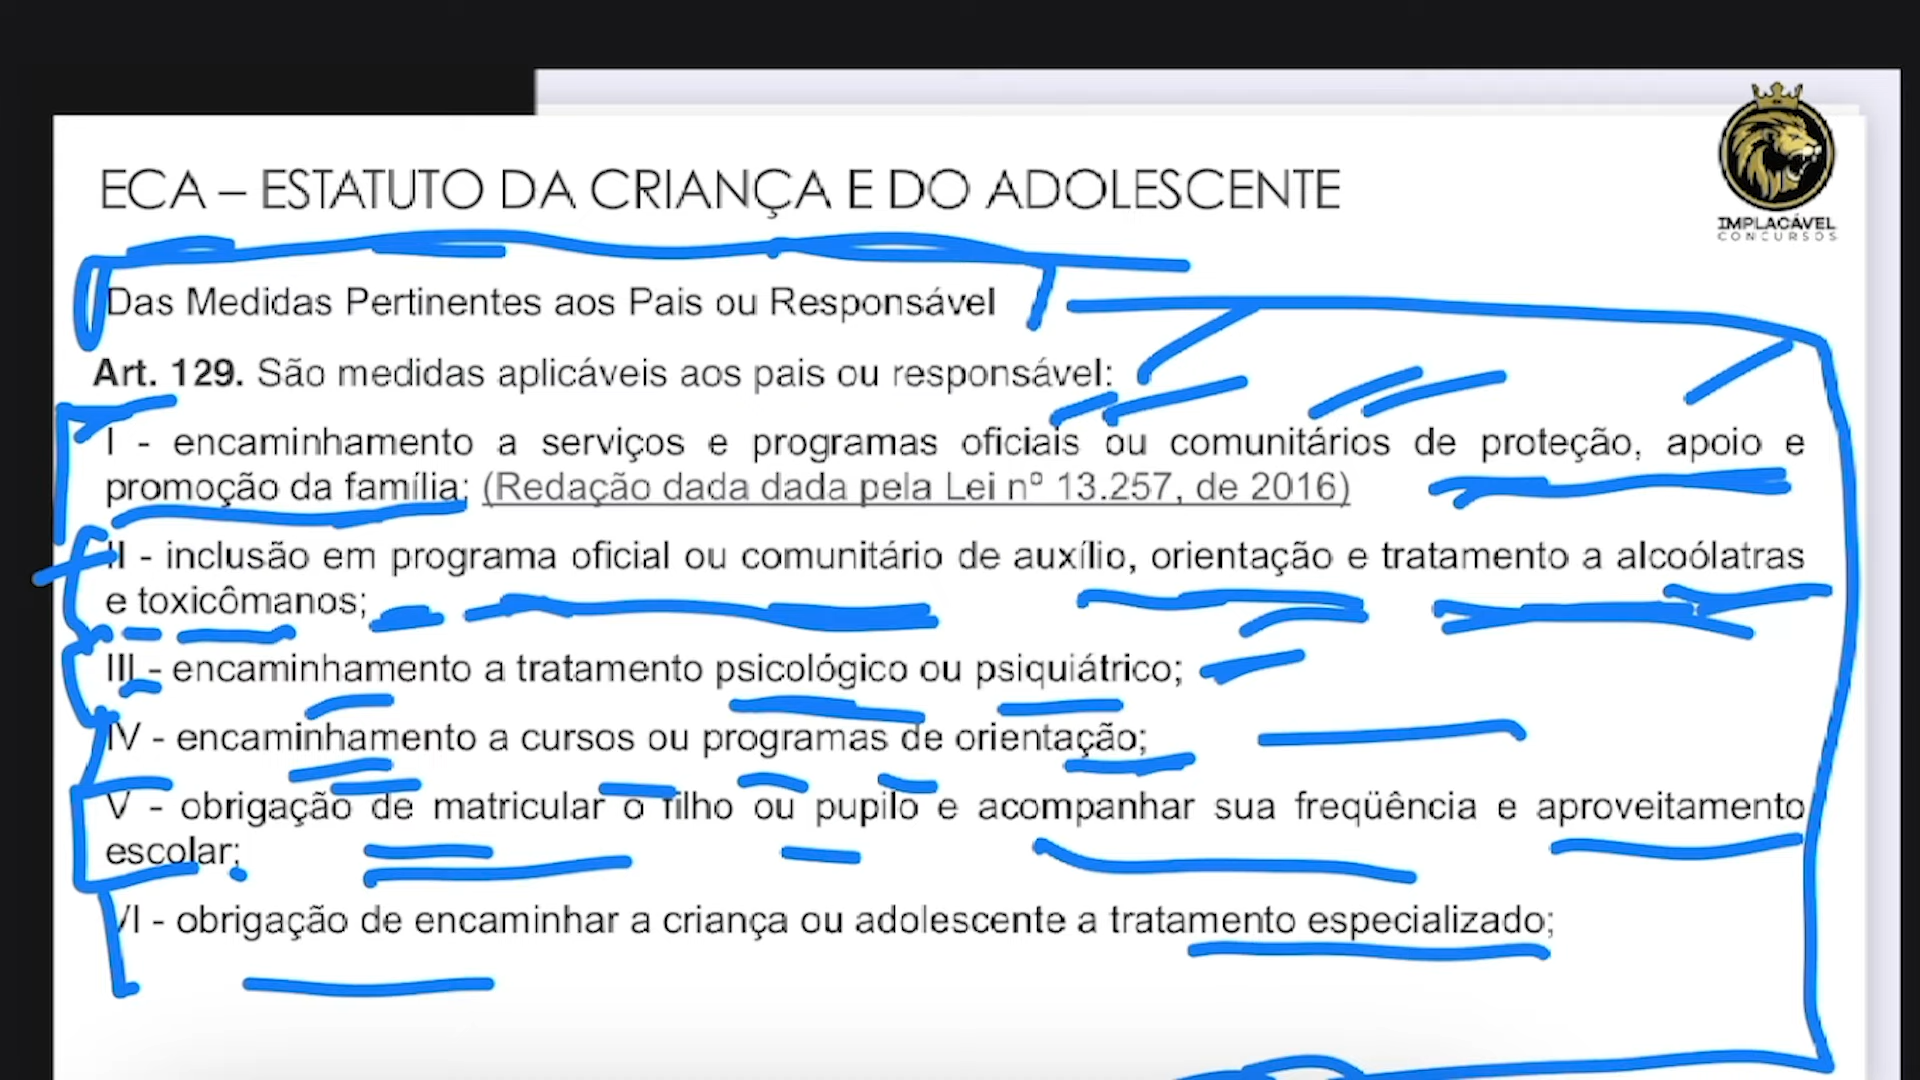 IMPLACÁVEL
CONCURSOS
ECA – ESTATUTO DA CRIANÇA E DO ADOLESCENTE
Das Medidas Pertinentes aos Pais ou Responsável
Art. 129. São medidas aplicáveis aos pais ou responsável:
I - encaminhamento a serviços e programas oficiais ou comunitários de proteção, apoio e
promoção da família; (Redação dada dada pela Lei nº 13.257, de 2016)
II - inclusão em programa oficial ou comunitário de auxílio, orientação e tratamento a alcoólatras
e toxicômanos;
III - encaminhamento a tratamento psicológico ou psiquiátrico;
IV - encaminhamento a cursos ou programas de orientação;
V - obrigação de matricular o filho ou pupilo e acompanhar sua freqüência e aproveitamento
escolar;
VI - obrigação de encaminhar a criança ou adolescente a tratamento especializado;